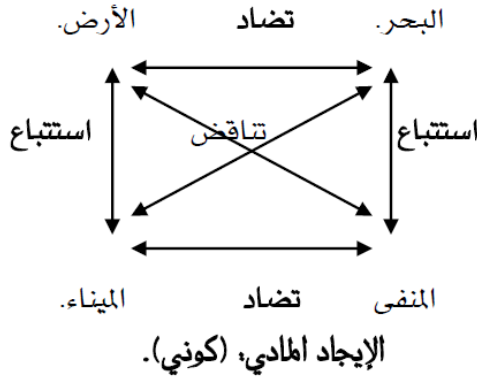 البحر. تضاد الأرض.
استتباع تناقض استتباع
المنفى تضاد الميناء.
الإيجاد المادي، (كوني).